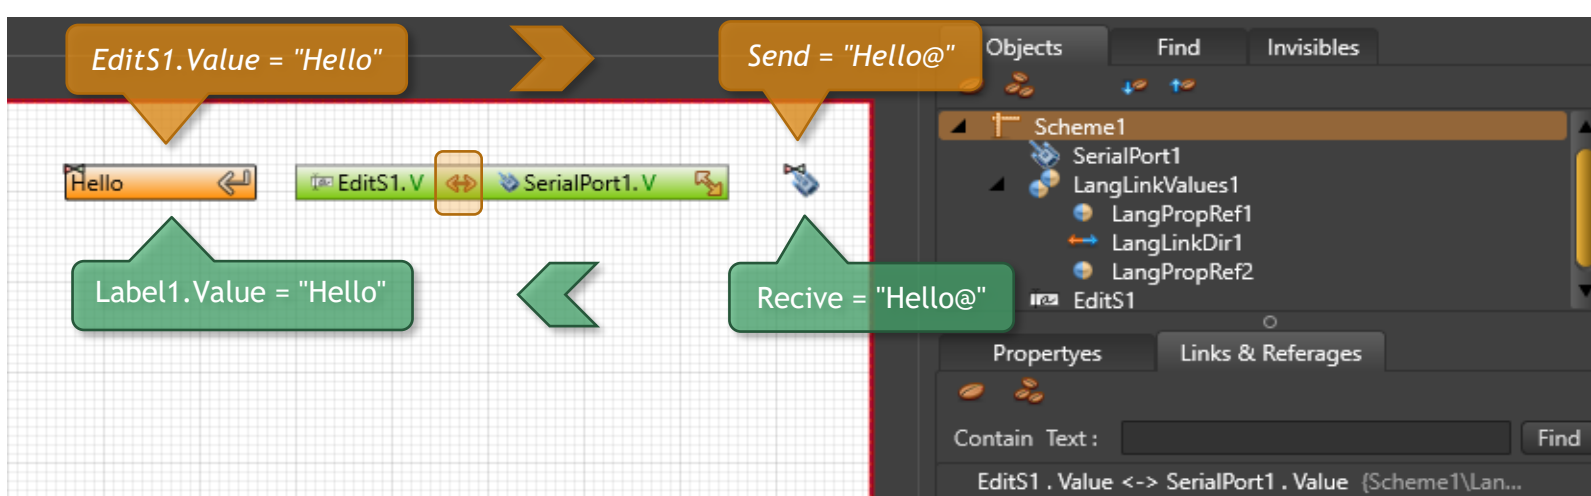 EditS1.Value = "Hello"
Send = "Hello@"
Objects Find Invisibles
Scheme1
SerialPort1
LangLinkValues1
LangPropRef1
LangLinkDir1
LangPropRef2
EditS1
Hello
EditS1.V SerialPort1.V
Label1.Value = "Hello"
Recive = "Hello@"
Propertyes Links & Referages
Contain Text : Find
EditS1 . Value <-> SerialPort1 . Value {Scheme1\Lan...